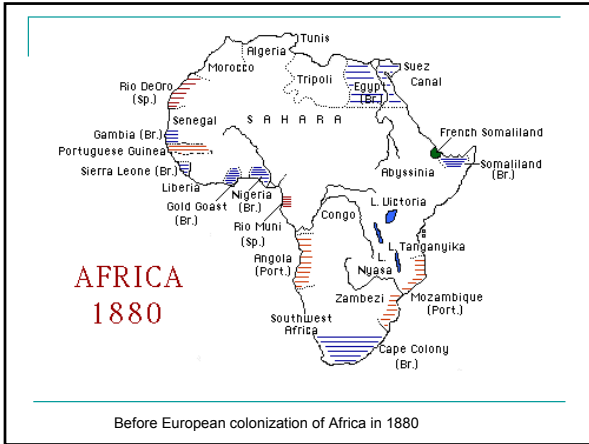 Tunis
Algeria
Morocco
Suez
Canal
Tripoli
Egypt
(Br.)
Rio DeOro
(Sp.)
Senegal
S A H A R A
Gambia (Br.)
French Somaliland
Portuguese Guinea
Somaliland
(Br.)
Sierra Leone (Br.)
Abyssinia
Liberia
Gold Goast
(Br.)
Nigeria
(Br.)
L. Victoria
Congo
Rio Muni
(Sp.)
L. Tanganyika
Angola
(Port.)
L.
Nyasa
AFRICA
1880
Zambezi
Mozambique
(Port.)
Southwest
Africa
Cape Colony
(Br.)
Before European colonization of Africa in 1880